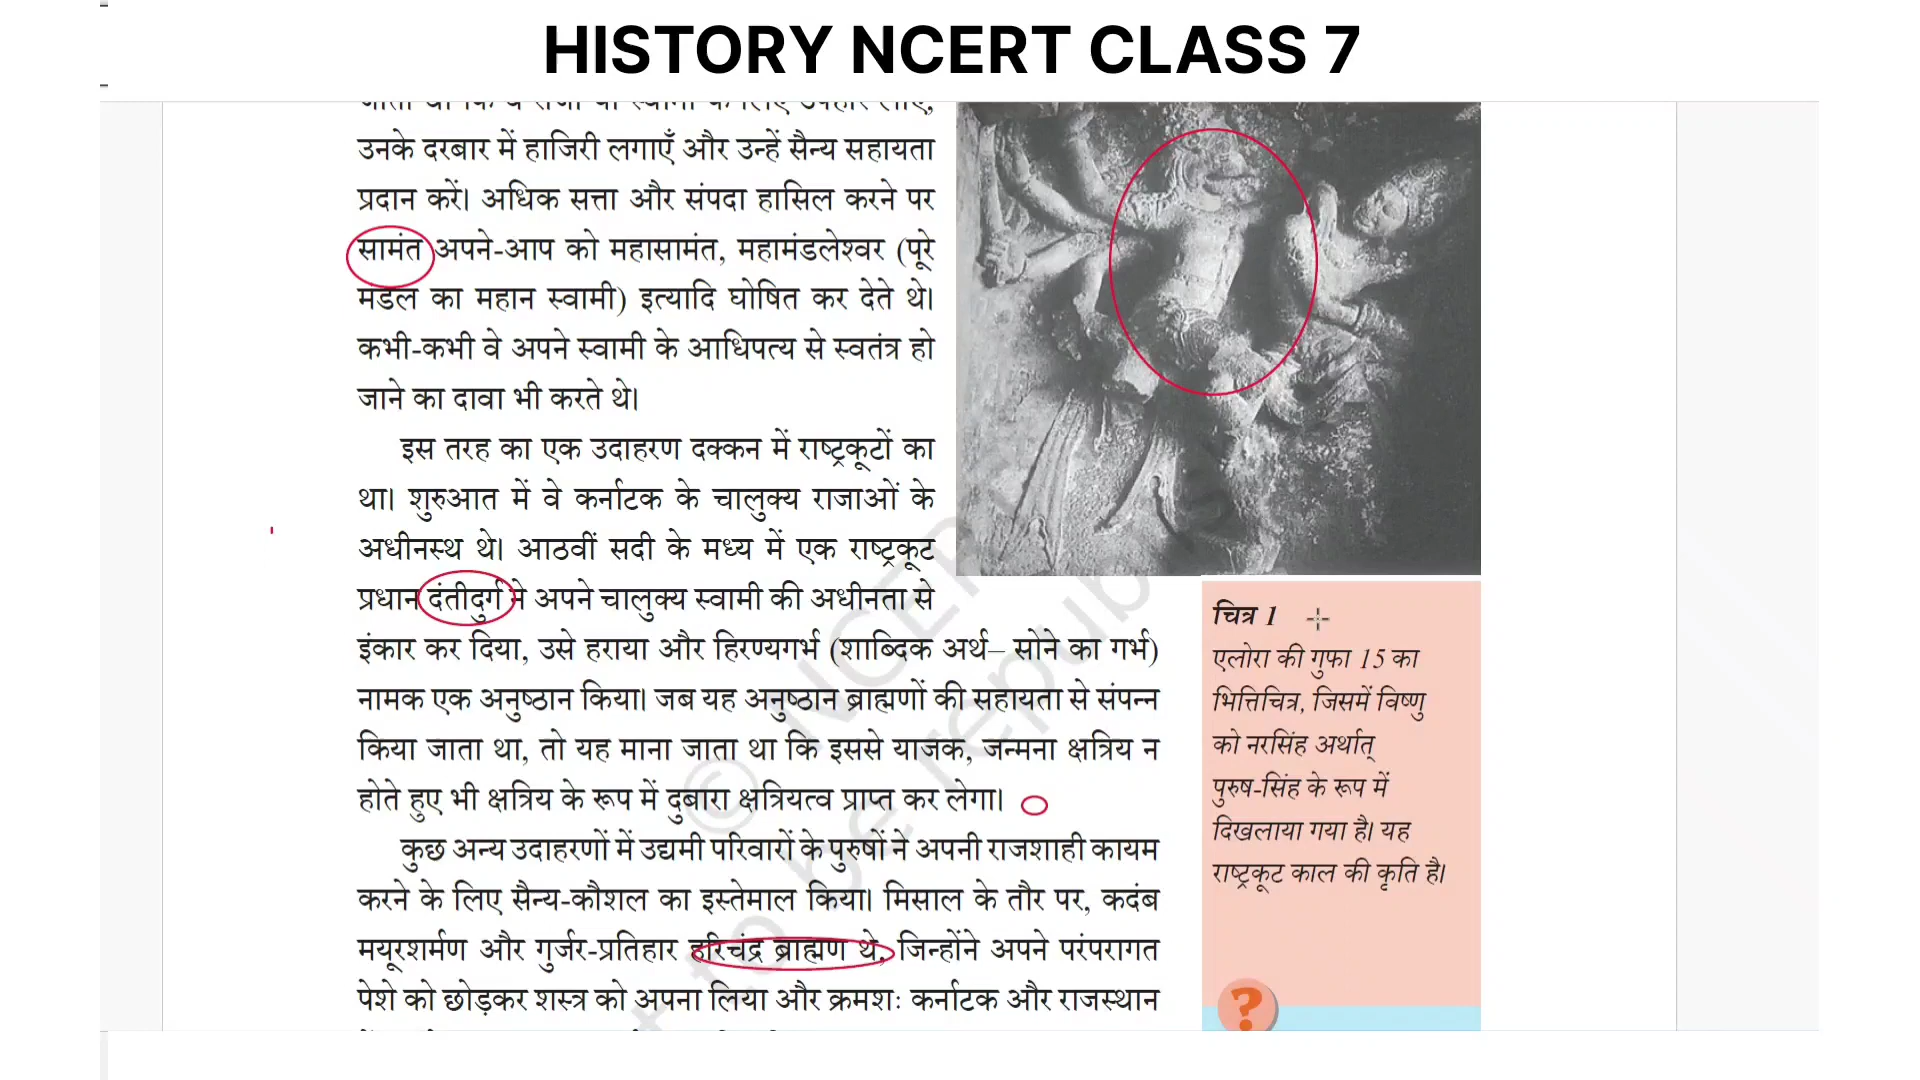 HISTORY NCERT CLASS 7
उनके दरबार में हाजिरी लगाएँ और उन्हें सैन्य सहायता
प्रदान करें। अधिक सत्ता और संपदा हासिल करने पर
सामंत अपने-आप को महासामंत, महामंडलेश्वर (पूरे
मंडल का महान स्वामी) इत्यादि घोषित कर देते थे।
कभी-कभी वे अपने स्वामी के आधिपत्य से स्वतंत्र हो
जाने का दावा भी करते थे।
इस तरह का एक उदाहरण दक्कन में राष्ट्रकूटों का
था। शुरुआत में वे कर्नाटक के चालुक्य राजाओं के
अधीनस्थ थे। आठवीं सदी के मध्य में एक राष्ट्रकूट
प्रधान दंतीदुर्ग ने अपने चालुक्य स्वामी की अधीनता से
इंकार कर दिया, उसे हराया और हिरण्यगर्भ (शाब्दिक अर्थ– सोने का गर्भ)
नामक एक अनुष्ठान किया। जब यह अनुष्ठान ब्राह्मणों की सहायता से संपन्न
किया जाता था, तो यह माना जाता था कि इससे याजक, जन्मना क्षत्रिय न
होते हुए भी क्षत्रिय के रूप में दुबारा क्षत्रियत्व प्राप्त कर लेगा।
कुछ अन्य उदाहरणों में उद्यमी परिवारों के पुरुषों ने अपनी राजशाही कायम
करने के लिए सैन्य-कौशल का इस्तेमाल किया। मिसाल के तौर पर, कदंब
मयूरशर्मण और गुर्जर-प्रतिहार हरिचंद्र ब्राह्मण थे, जिन्होंने अपने परंपरागत
पेशे को छोड़कर शस्त्र को अपना लिया और क्रमशः कर्नाटक और राजस्थान
चित्र 1
एलोरा की गुफा 15 का
भित्तिचित्र, जिसमें विष्णु
को नरसिंह अर्थात्
पुरुष-सिंह के रूप में
दिखलाया गया है। यह
राष्ट्रकूट काल की कृति है।
?